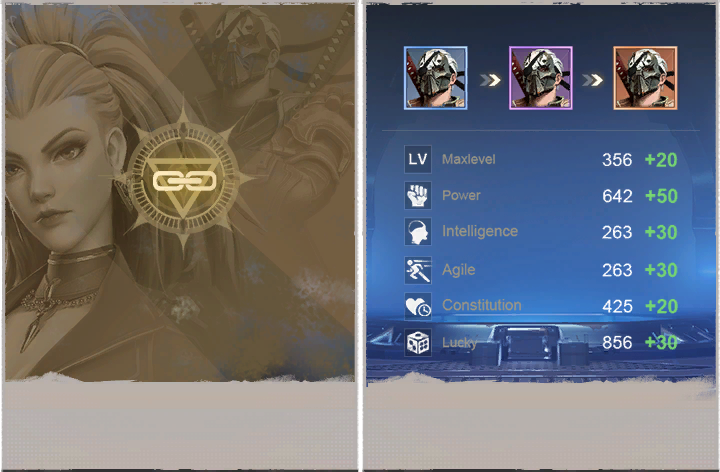 LV Maxlevel 356 +20
Power 642 +50
Intelligence 263 +30
Agile 263 +30
Constitution 425 +20
Lucky 856 +30